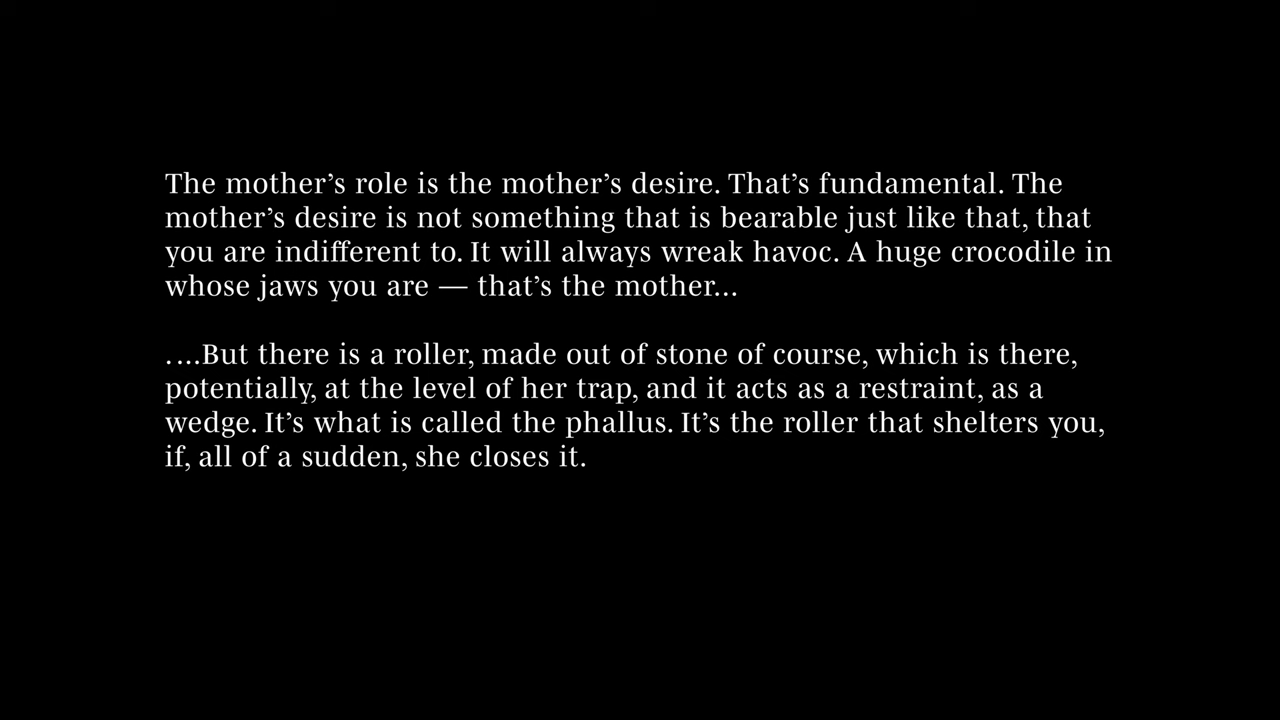 The mother’s role is the mother’s desire. That’s fundamental. The
mother’s desire is not something that is bearable just like that, that
you are indifferent to. It will always wreak havoc. A huge crocodile in
whose jaws you are — that’s the mother...
....But there is a roller, made out of stone of course, which is there,
potentially, at the level of her trap, and it acts as a restraint, as a
wedge. It’s what is called the phallus. It’s the roller that shelters you,
if, all of a sudden, she closes it.